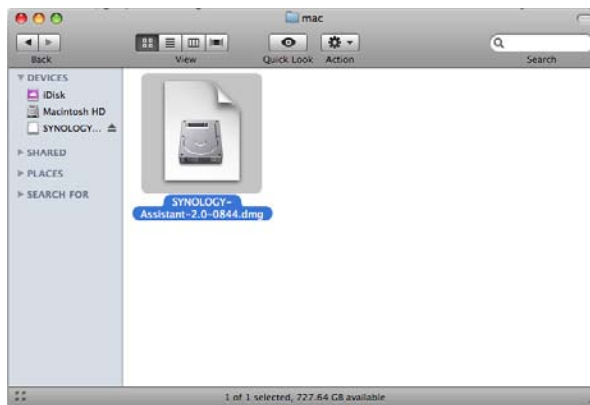 mac
Back
View
Quick Look
Action
Search
DEVICES
iDisk
Macintosh HD
SYNOLOGY...
SHARED
PLACES
SEARCH FOR
SYNOLOGY-
Assistant-2.0-0844.dmg
1 of 1 selected, 727.64 GB available